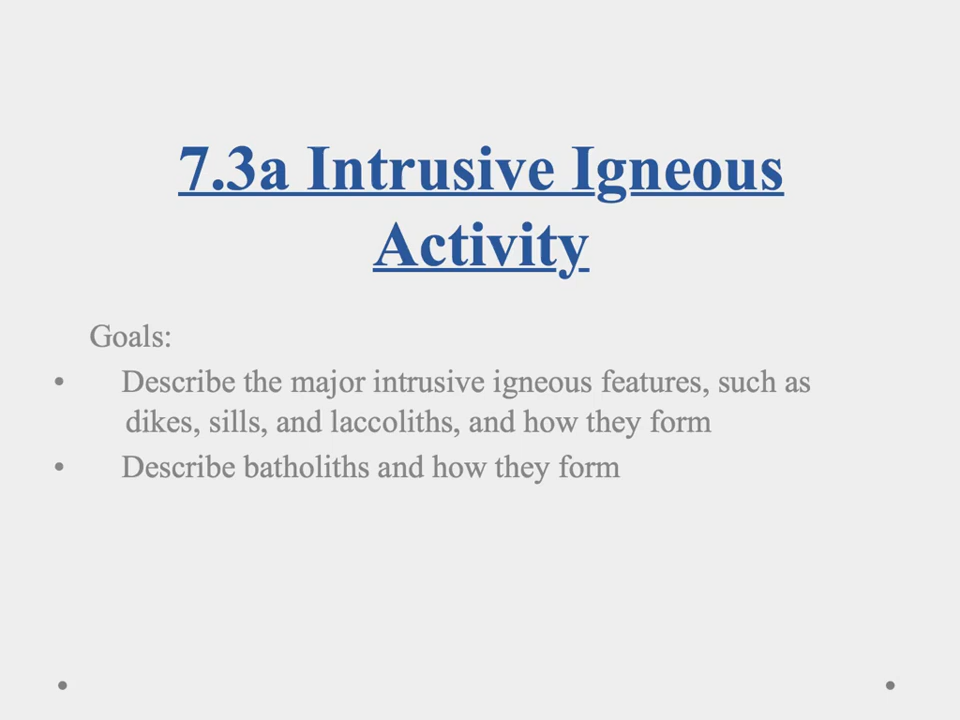 7.3a Intrusive Igneous
Activity
Goals:
• Describe the major intrusive igneous features, such as
dikes, sills, and laccoliths, and how they form
• Describe batholiths and how they form